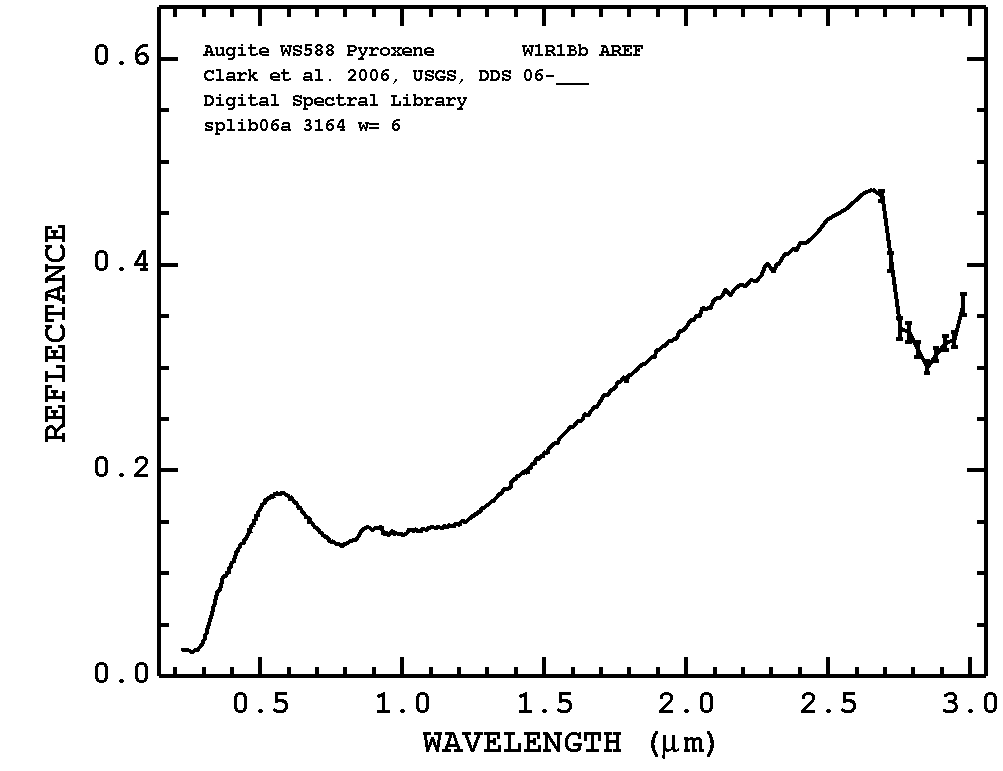 Augite WS588 Pyroxene W1R1Bb AREF
Clark et al. 2006, USGS, DDS 06-___
Digital Spectral Library
splib06a 3164 w= 6
REFLECTANCE
0.6
0.4
0.2
0.0
0.5 1.0 1.5 2.0 2.5 3.0
WAVELENGTH (μm)